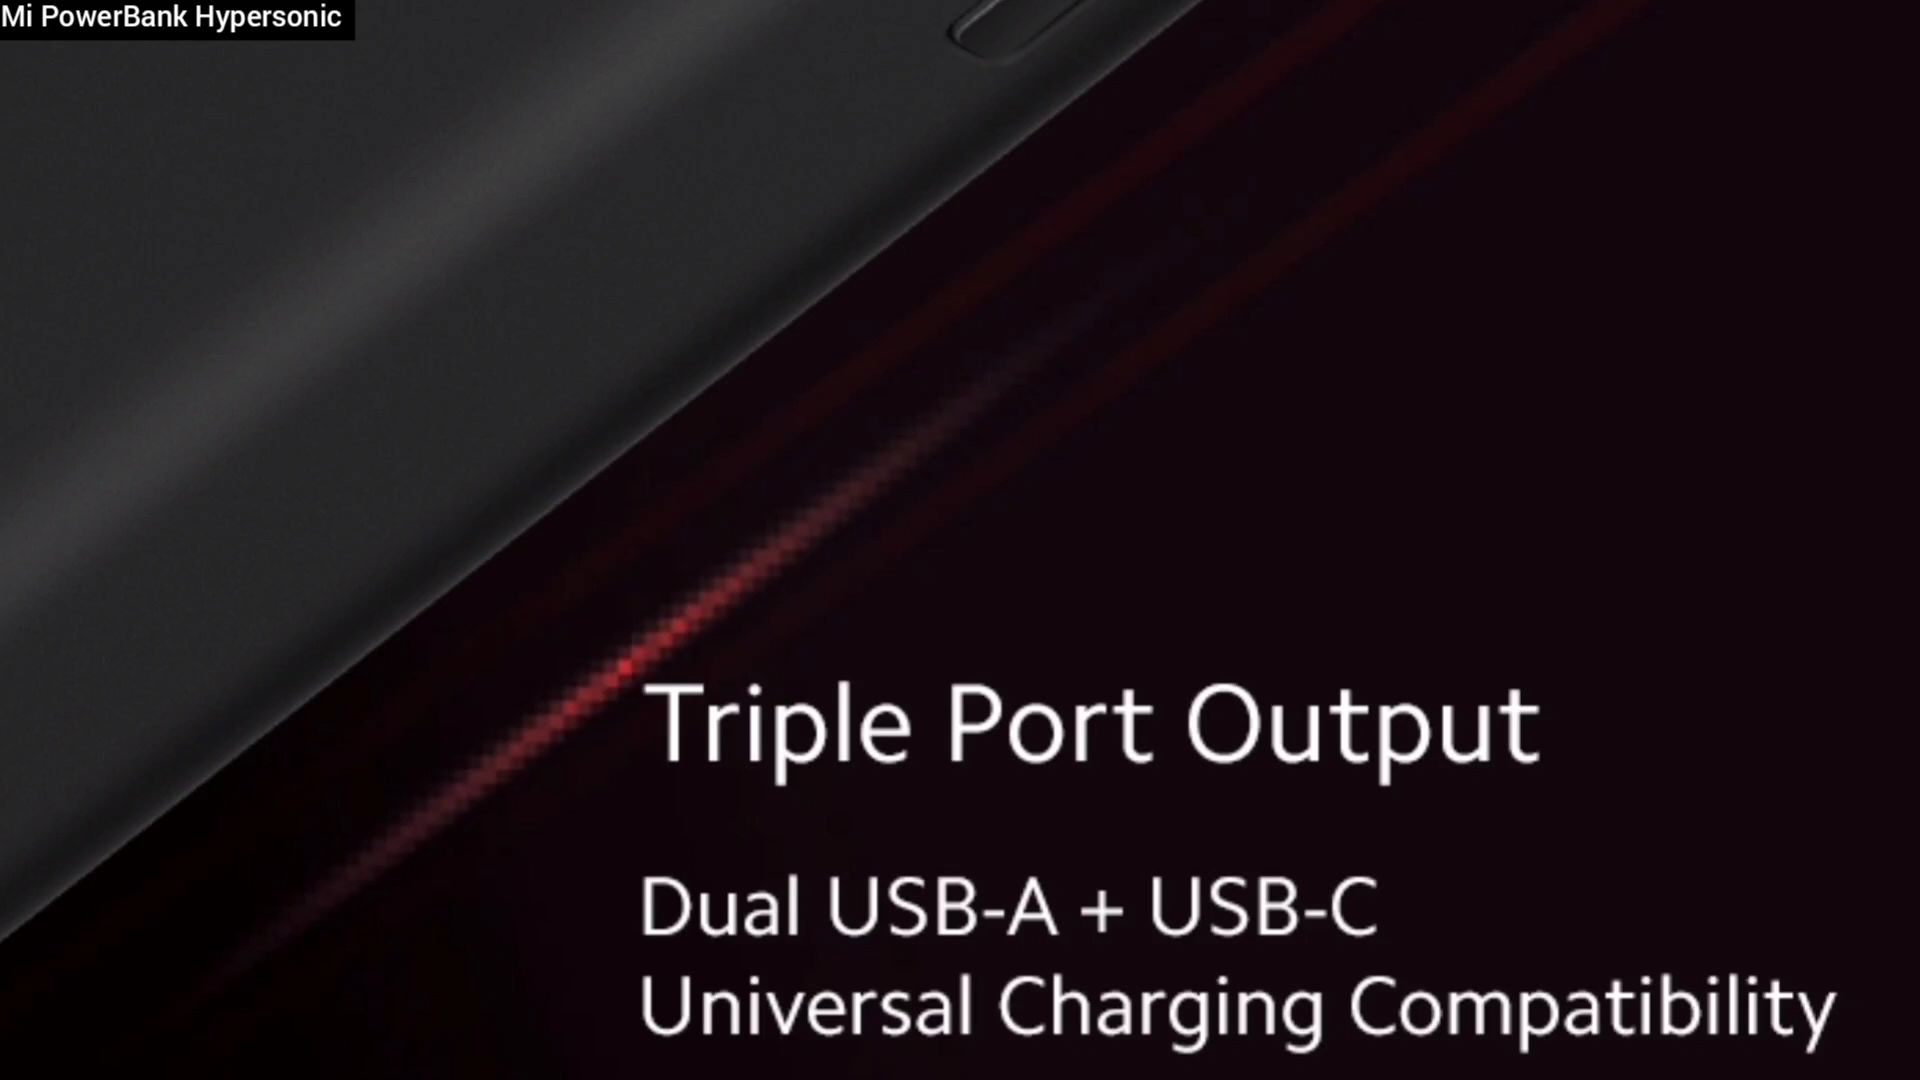 Mi PowerBank Hypersonic
Triple Port Output
Dual USB-A + USB-C
Universal Charging Compatibility